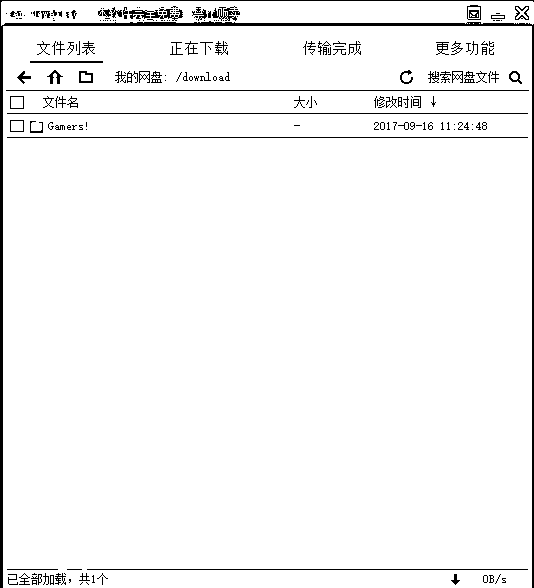 文件列表 正在下载 传输完成 更多功能
我的网盘: /download 搜索网盘文件
文件名 大小 修改时间 ↓
Gamers! - 2017-09-16 11:24:48
已全部加载，共1个 0B/s